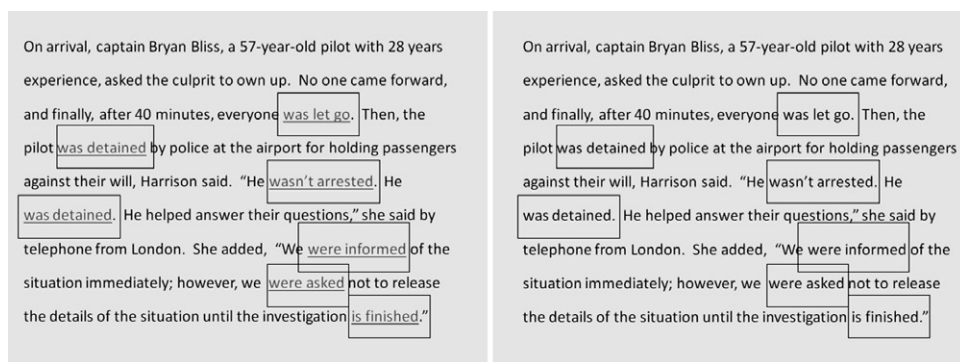 On arrival, captain Bryan Bliss, a 57-year-old pilot with 28 years
experience, asked the culprit to own up. No one came forward,
and finally, after 40 minutes, everyone was let go. Then, the
pilot was detained by police at the airport for holding passengers
against their will, Harrison said. “He wasn’t arrested. He
was detained. He helped answer their questions,” she said by
telephone from London. She added, “We were informed of the
situation immediately; however, we were asked not to release
the details of the situation until the investigation is finished.”
On arrival, captain Bryan Bliss, a 57-year-old pilot with 28 years
experience, asked the culprit to own up. No one came forward,
and finally, after 40 minutes, everyone was let go. Then, the
pilot was detained by police at the airport for holding passengers
against their will, Harrison said. “He wasn’t arrested. He
was detained. He helped answer their questions,” she said by
telephone from London. She added, “We were informed of the
situation immediately; however, we were asked not to release
the details of the situation until the investigation is finished.”